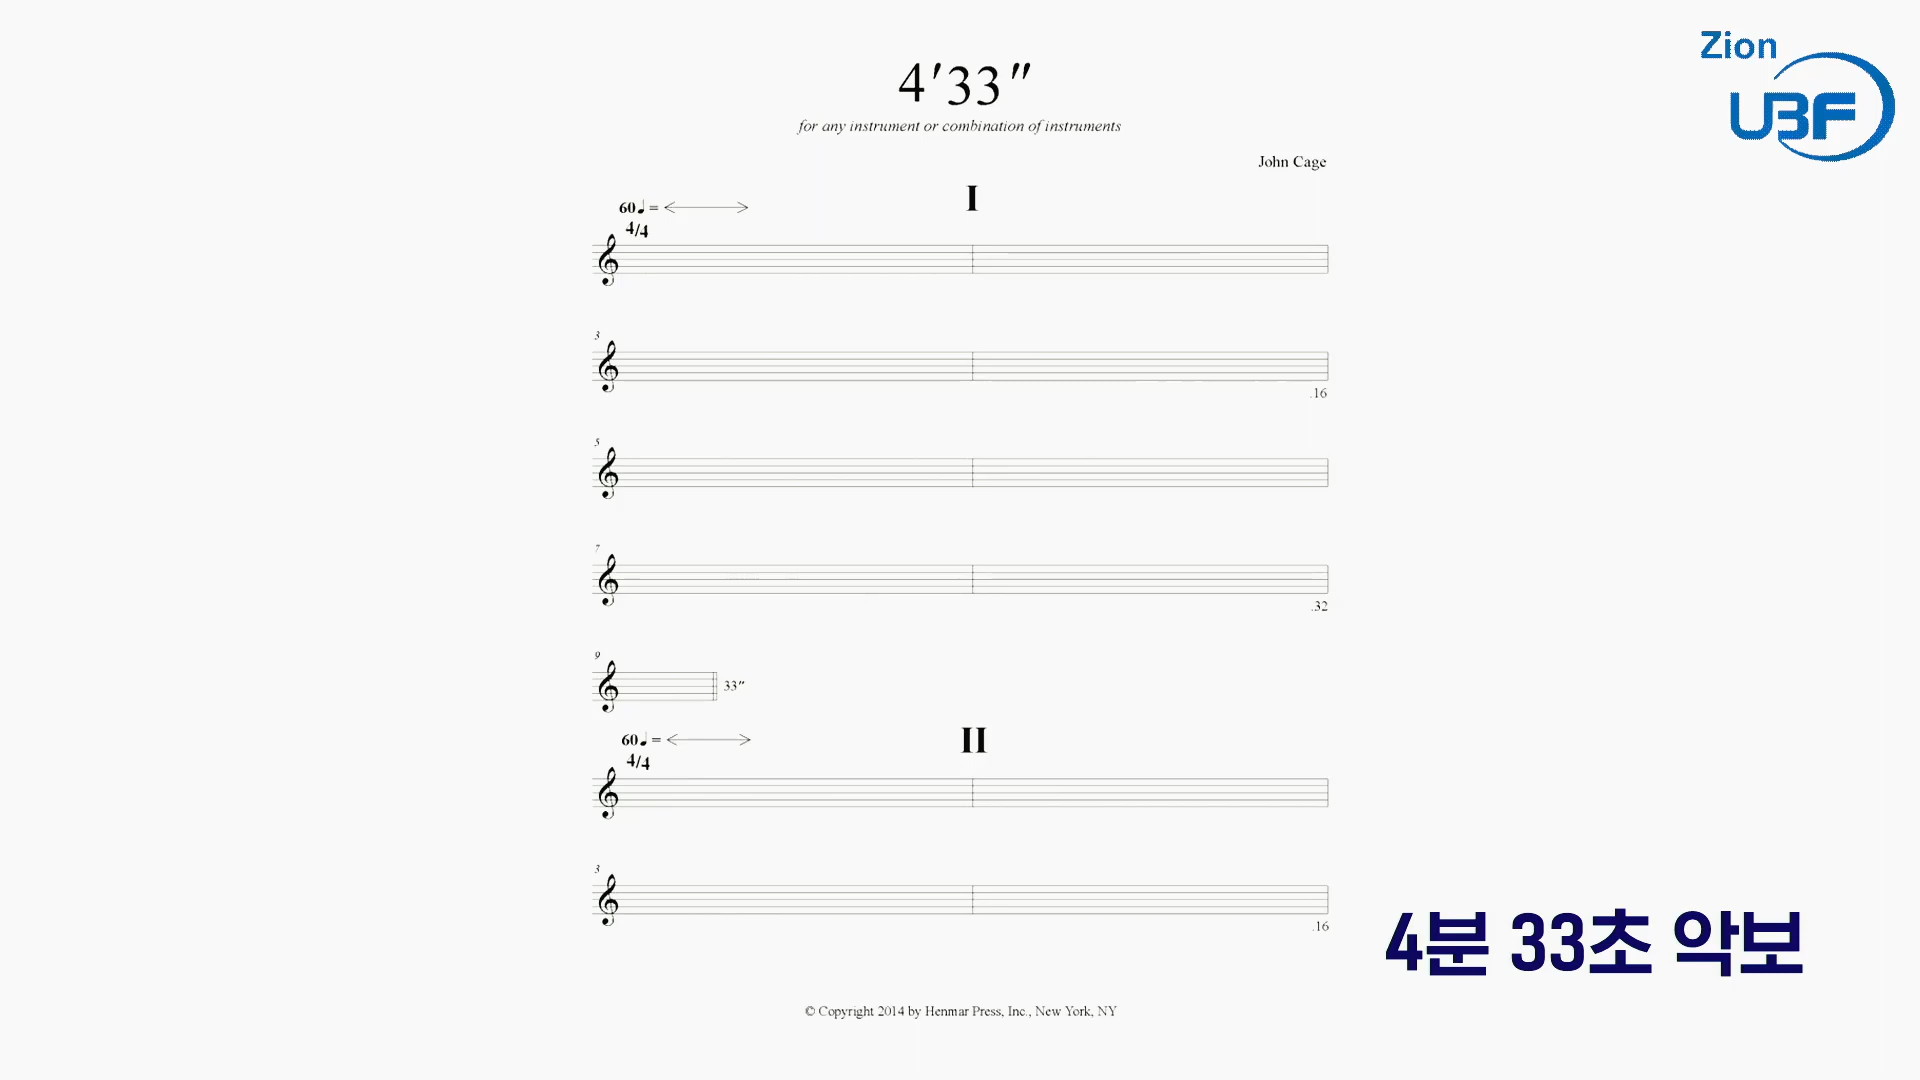 Zion
UBF
4′33″
for any instrument or combination of instruments
John Cage
I
60♩ =
4/4
3
.16
5
7
.32
9
33″
II
60♩ =
4/4
3
.16
4분 33초 악보
© Copyright 2014 by Henmar Press, Inc., New York, NY